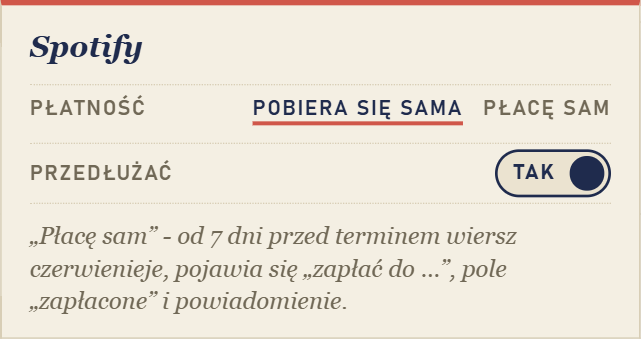 Spotify
PŁATNOŚĆ POBIERA SIĘ SAMA PŁACĘ SAM
PRZEDŁUŻAĆ TAK
„Płacę sam” - od 7 dni przed terminem wiersz
czerwienieje, pojawia się „zapłać do ...”, pole
„zapłacone” i powiadomienie.